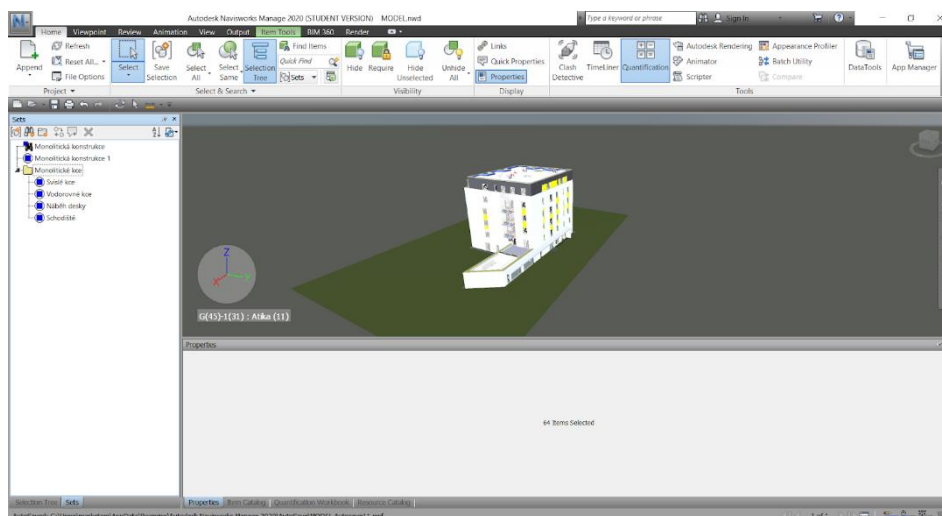 Autodesk Navisworks Manage 2020 (STUDENT VERSION) MODEL.nwd
Type a keyword or phrase
Sign In
Home Viewpoint Review Animation View Output Item Tools BIM 360 Render
Append
Refresh
Reset All...
File Options
Select
Save Selection
Select All
Select Same
Selection Tree
Find Items
Quick Find
Sets
Hide
Require
Hide Unselected
Unhide All
Links
Quick Properties
Properties
Clash Detective
TimeLiner
Quantification
Autodesk Rendering
Animator
Scripter
Appearance Profiler
Batch Utility
Compare
DataTools
App Manager
Project
Select & Search
Visibility
Display
Tools
Sets
Monolitická konstrukce
Monolitická konstrukce 1
Monolitické kce
Svislé kce
Vodorovné kce
Náběh desky
Schodiště
Z
X
G(45)-1(31) : Atika (11)
Properties
64 Items Selected
Selection Tree Sets
Properties Item Catalog Quantification Workbook Resource Catalog
1 of 1